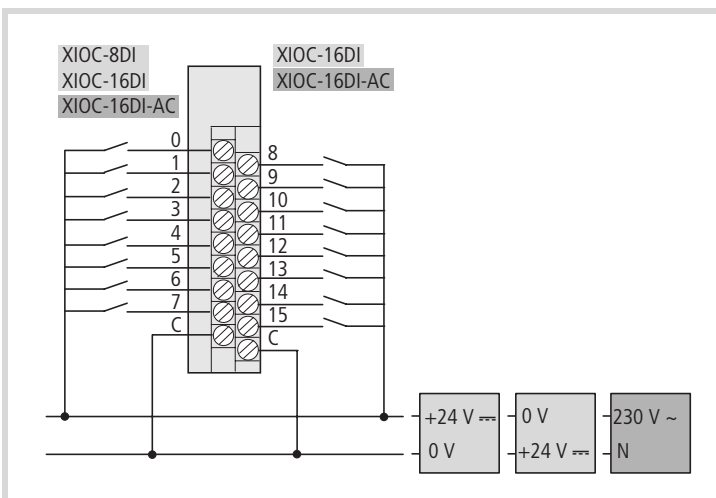 XIOC-8DI
XIOC-16DI
XIOC-16DI-AC
XIOC-16DI
XIOC-16DI-AC
0
1
2
3
4
5
6
7
C
8
9
10
11
12
13
14
15
C
+24 V ⎓
0 V
0 V
+24 V ⎓
230 V ~
N